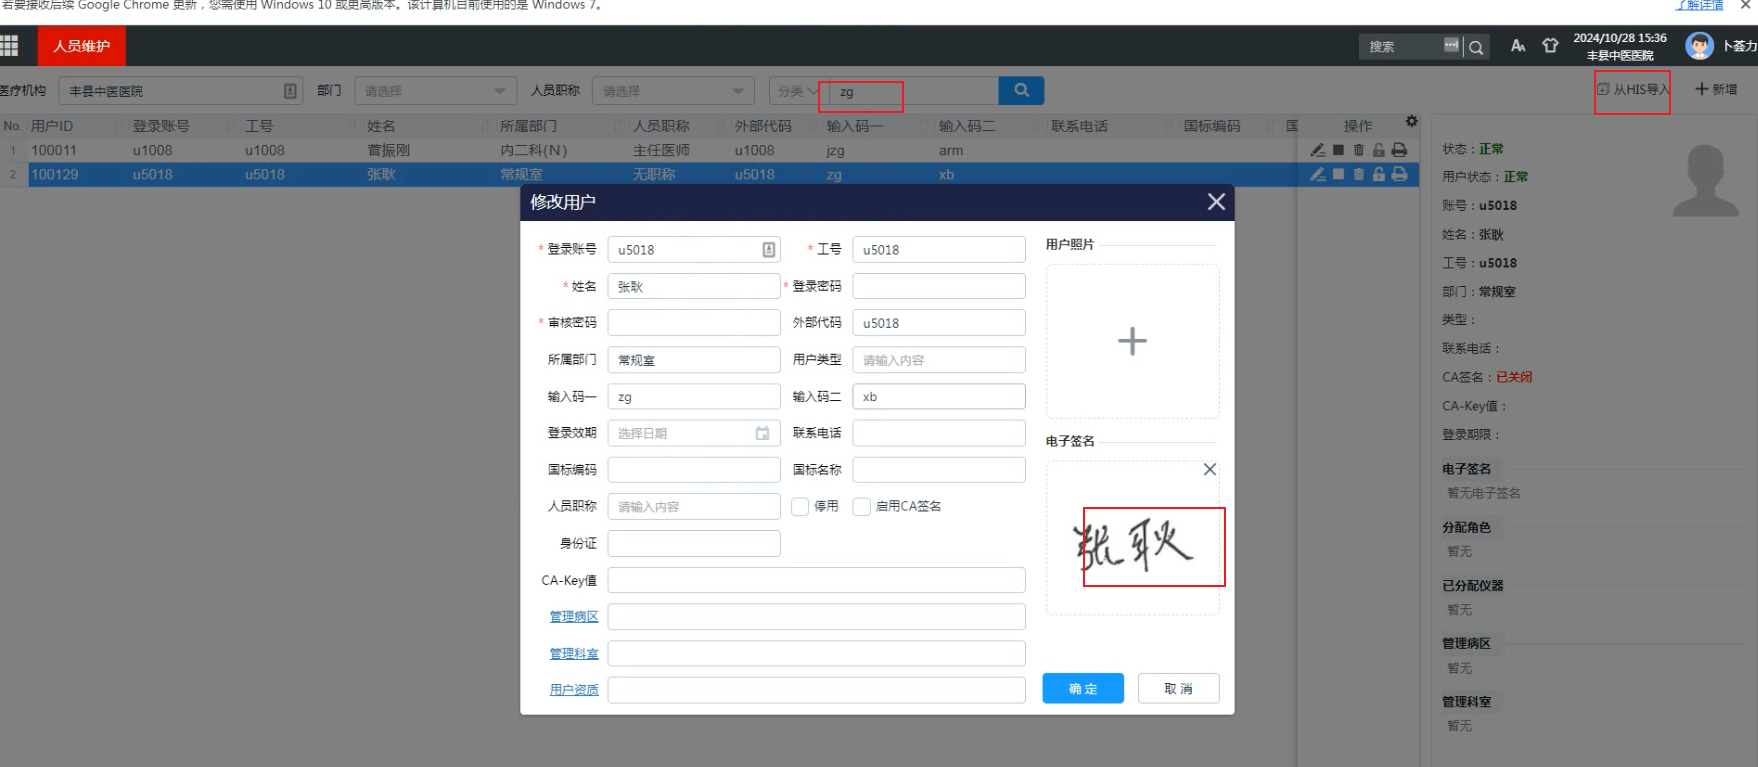 若要接收后续 Google Chrome 更新，您需使用 Windows 10 或更高版本。该计算机目前使用的是 Windows 7。 了解详情
人员维护 搜索 2024/10/28 15:36 卜荟力
丰县中医医院
医疗机构 丰县中医医院 部门 请选择 人员职称 请选择 分类 zg 从HIS导入 新增
No. 用户ID 登录账号 工号 姓名 所属部门 人员职称 外部代码 输入码一 输入码二 联系电话 国标编码 国 操作
1 100011 u1008 u1008 菅振刚 内二科(N) 主任医师 u1008 jzg arm
2 100129 u5018 u5018 张耿 常规室 无职称 u5018 zg xb
修改用户
* 登录账号 u5018 * 工号 u5018 用户照片
* 姓名 张耿 * 登录密码
* 审核密码 外部代码 u5018
所属部门 常规室 用户类型 请输入内容
输入码一 zg 输入码二 xb
登录效期 选择日期 联系电话 电子签名
国标编码 国标名称
人员职称 请输入内容 停用 启用CA签名
张耿
身份证
CA-Key值
管理病区
管理科室
用户资质
确 定 取 消
状态：正常
用户状态：正常
账号：u5018
姓名：张耿
工号：u5018
部门：常规室
类型：
联系电话：
CA签名：已关闭
CA-Key值：
登录期限：
电子签名
暂无电子签名
分配角色
暂无
已分配仪器
暂无
管理病区
暂无
管理科室
暂无